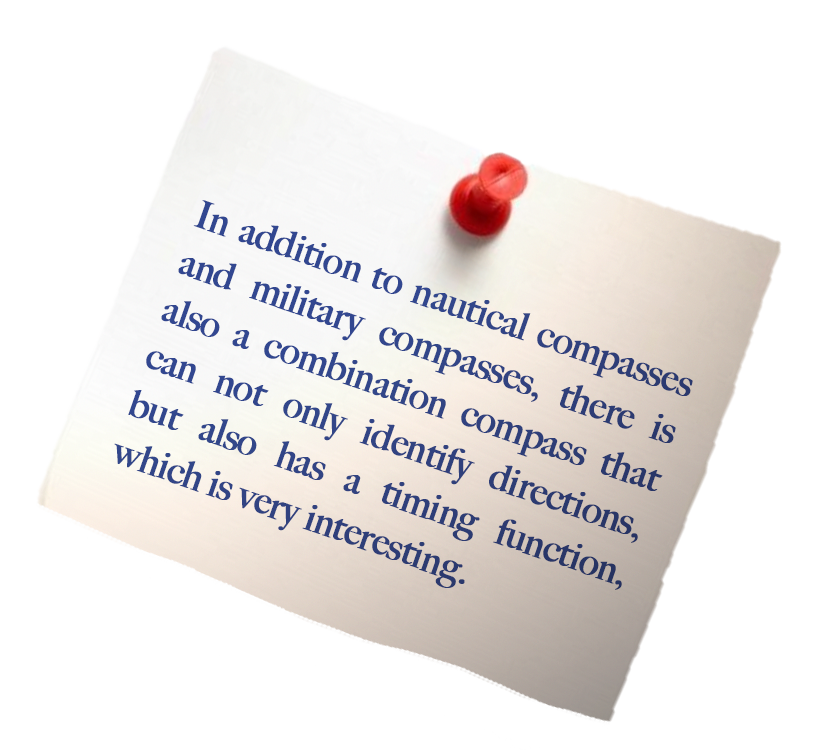 In addition to nautical compasses
and military compasses, there is
also a combination compass that
can not only identify directions,
but also has a timing function,
which is very interesting.